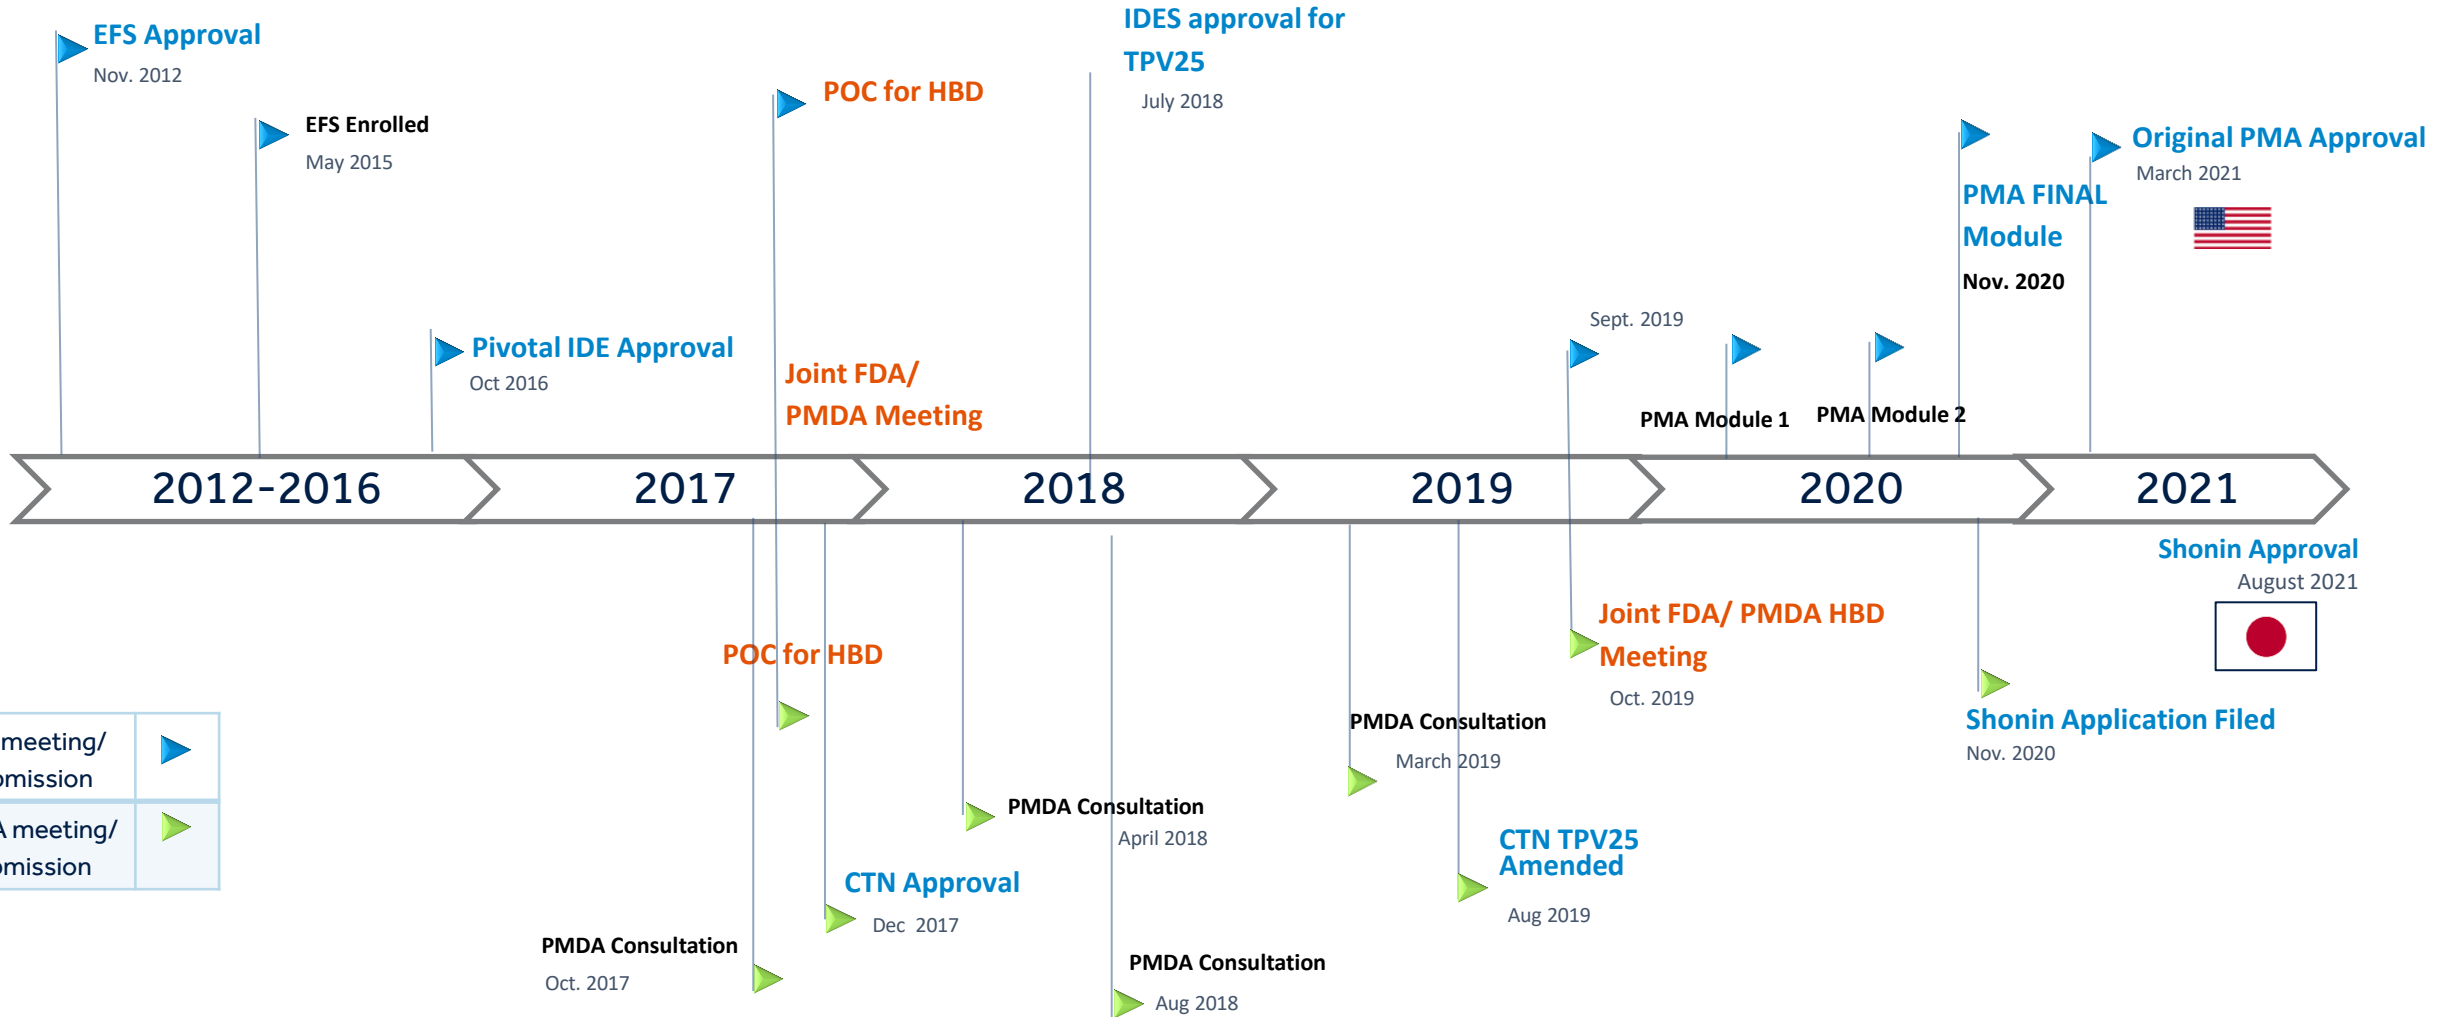 EFS Approval
Nov. 2012
EFS Enrolled
May 2015
Pivotal IDE Approval
Oct 2016
POC for HBD
Joint FDA/
PMDA Meeting
IDES approval for
TPV25
July 2018
Sept. 2019
PMA Module 1
PMA Module 2
PMA FINAL
Module
Nov. 2020
Original PMA Approval
March 2021
2012-2016
2017
2018
2019
2020
2021
POC for HBD
PMDA Consultation
Oct. 2017
CTN Approval
Dec 2017
PMDA Consultation
April 2018
PMDA Consultation
Aug 2018
PMDA Consultation
March 2019
CTN TPV25
Amended
Aug 2019
Joint FDA/ PMDA HBD
Meeting
Oct. 2019
Shonin Application Filed
Nov. 2020
Shonin Approval
August 2021
meeting/
omission
A meeting/
omission